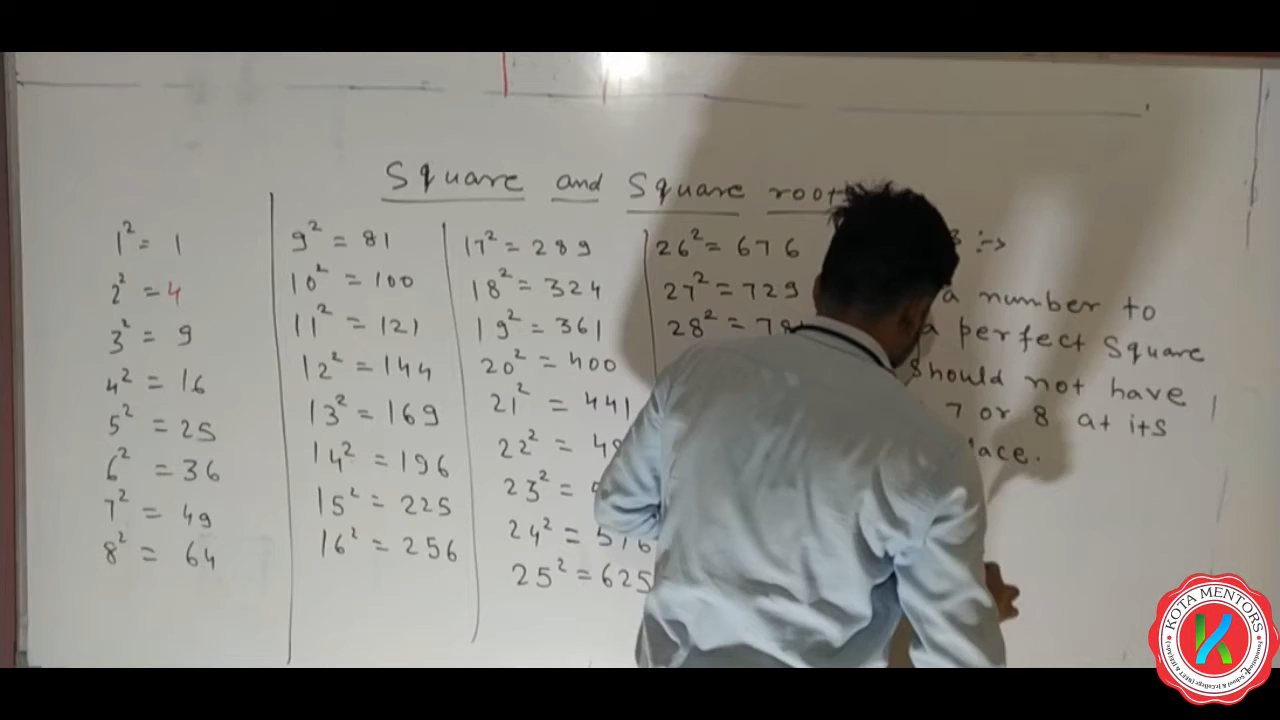 Square and Square root
1² = 1
2² = 4
3² = 9
4² = 16
5² = 25
6² = 36
7² = 49
8² = 64
9² = 81
10² = 100
11² = 121
12² = 144
13² = 169
14² = 196
15² = 225
16² = 256
17² = 289
18² = 324
19² = 361
20² = 400
21² = 441
22² = 48
23² =
24² = 576
25² = 625
26² = 676
27² = 729
28² = 78
:->
a number to
a perfect Square
should not have
7 or 8 at its
lace.
KOTA MENTORS